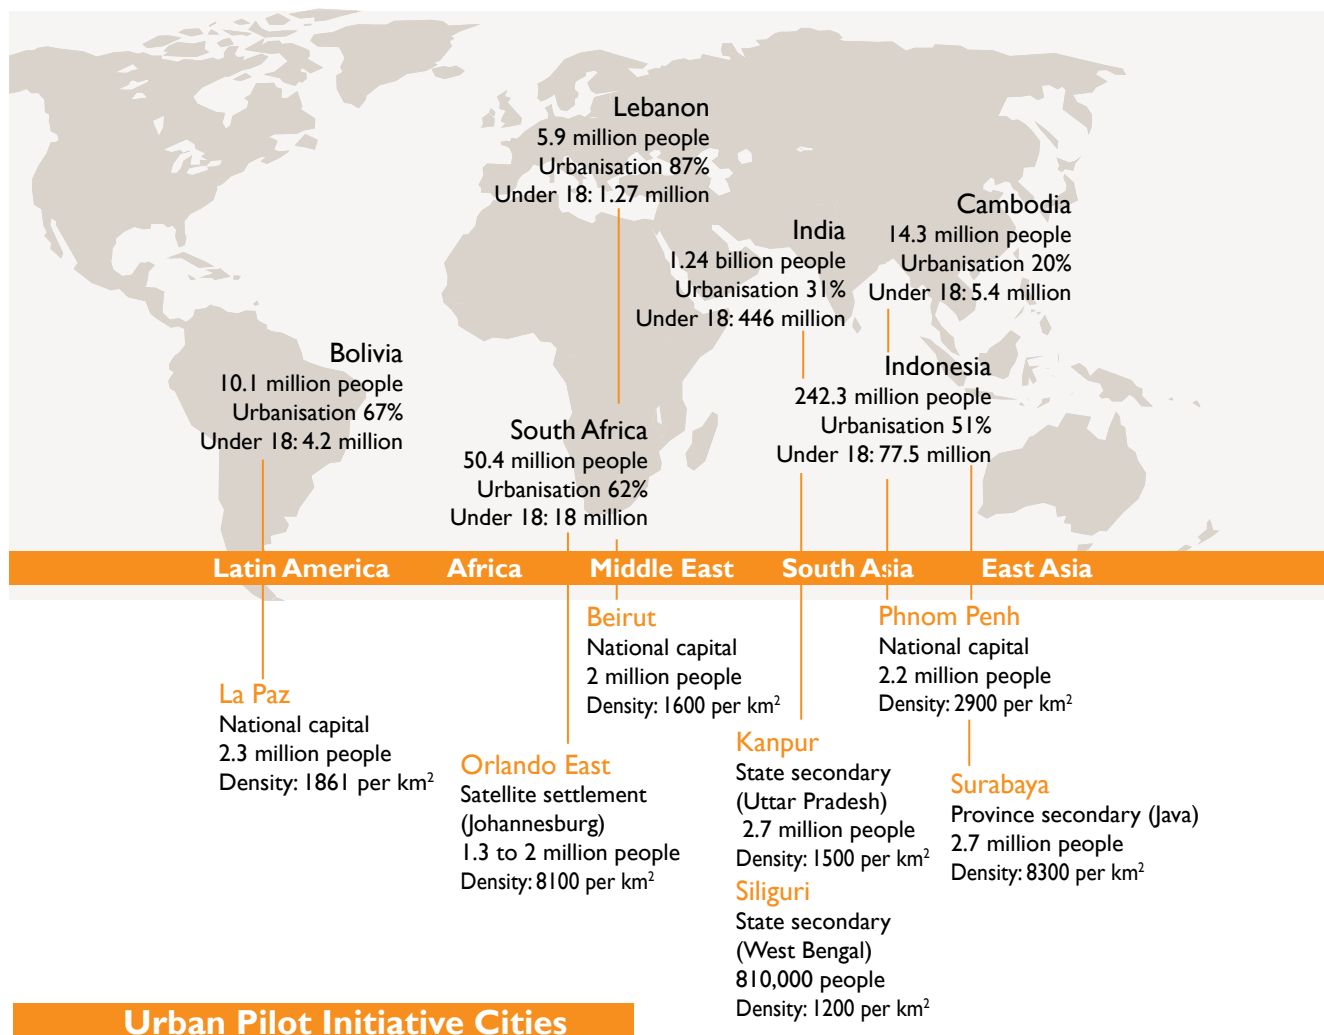 Lebanon
5.9 million people
Urbanisation 87%
Under 18: 1.27 million
Cambodia
14.3 million people
Urbanisation 20%
Under 18: 5.4 million
India
1.24 billion people
Urbanisation 31%
Under 18: 446 million
Bolivia
10.1 million people
Urbanisation 67%
Under 18: 4.2 million
Indonesia
242.3 million people
Urbanisation 51%
Under 18: 77.5 million
South Africa
50.4 million people
Urbanisation 62%
Under 18: 18 million
Latin America Africa Middle East South Asia East Asia
Beirut
National capital
2 million people
Density: 1600 per km²
Phnom Penh
National capital
2.2 million people
Density: 2900 per km²
La Paz
National capital
2.3 million people
Density: 1861 per km²
Orlando East
Satellite settlement
(Johannesburg)
1.3 to 2 million people
Density: 8100 per km²
Kanpur
State secondary
(Uttar Pradesh)
2.7 million people
Density: 1500 per km²
Surabaya
Province secondary (Java)
2.7 million people
Density: 8300 per km²
Siliguri
State secondary
(West Bengal)
810,000 people
Density: 1200 per km²
Urban Pilot Initiative Cities